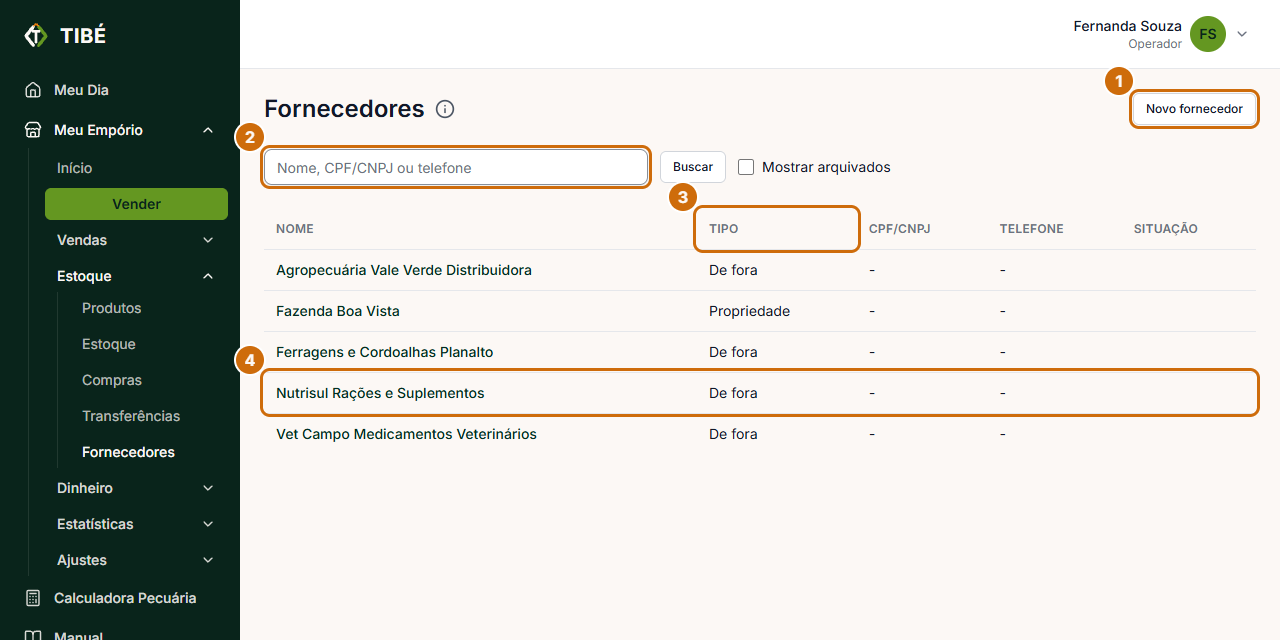 TIBÉ
Fernanda Souza
Operador
FS
Meu Dia
Meu Empório
Início
Vender
Vendas
Estoque
Produtos
Estoque
Compras
Transferências
Fornecedores
Dinheiro
Estatísticas
Ajustes
Calculadora Pecuária
Manual
Fornecedores
1
Novo fornecedor
2
Nome, CPF/CNPJ ou telefone
Buscar
Mostrar arquivados
3
NOME TIPO CPF/CNPJ TELEFONE SITUAÇÃO
Agropecuária Vale Verde Distribuidora De fora - -
Fazenda Boa Vista Propriedade - -
Ferragens e Cordoalhas Planalto De fora - -
4
Nutrisul Rações e Suplementos De fora - -
Vet Campo Medicamentos Veterinários De fora - -